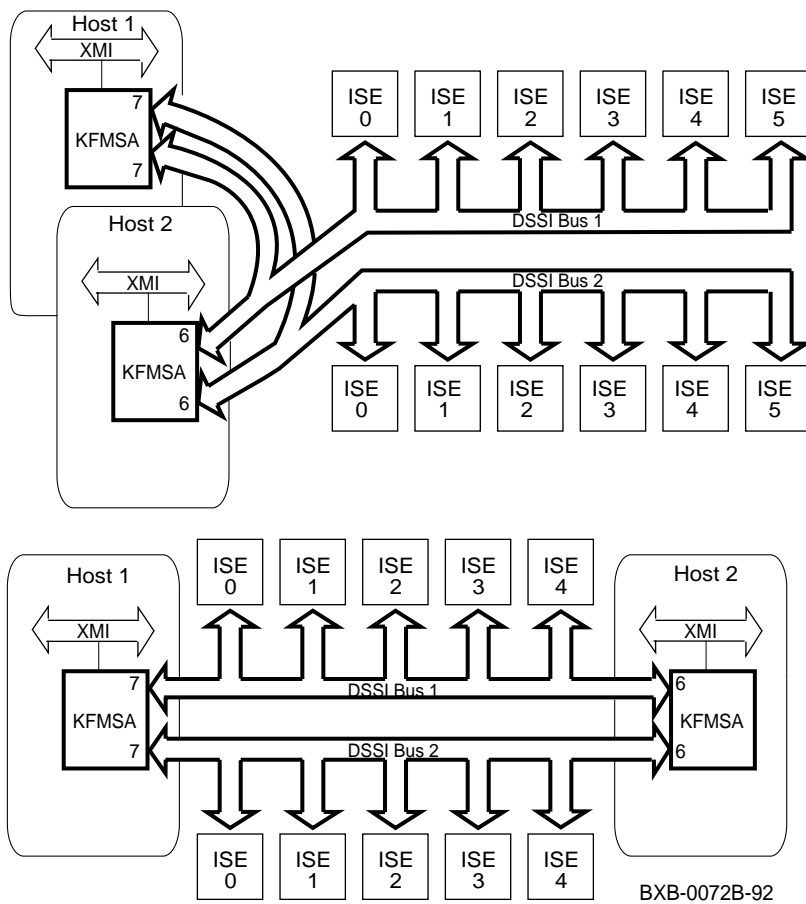 Host 1
XMI
7
KFMSA
7
Host 2
XMI
6
KFMSA
6
ISE 0
ISE 1
ISE 2
ISE 3
ISE 4
ISE 5
DSSI Bus 1
DSSI Bus 2
ISE 0
ISE 1
ISE 2
ISE 3
ISE 4
ISE 5
Host 1
XMI
7
KFMSA
7
ISE 0
ISE 1
ISE 2
ISE 3
ISE 4
DSSI Bus 1
DSSI Bus 2
ISE 0
ISE 1
ISE 2
ISE 3
ISE 4
Host 2
XMI
6
KFMSA
6
BXB-0072B-92